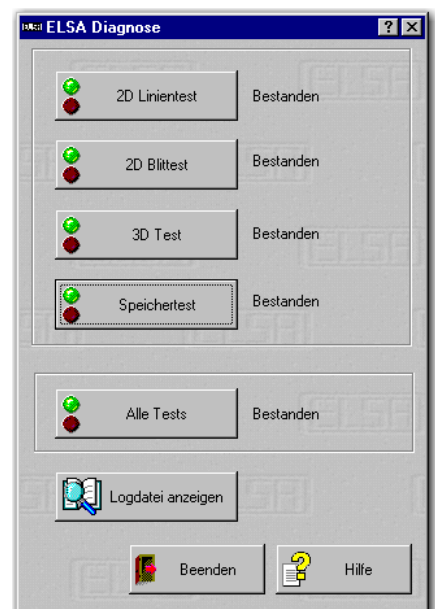 ELSA Diagnose
2D Linientest Bestanden
2D Blittest Bestanden
3D Test Bestanden
Speichertest Bestanden
Alle Tests Bestanden
Logdatei anzeigen
Beenden Hilfe